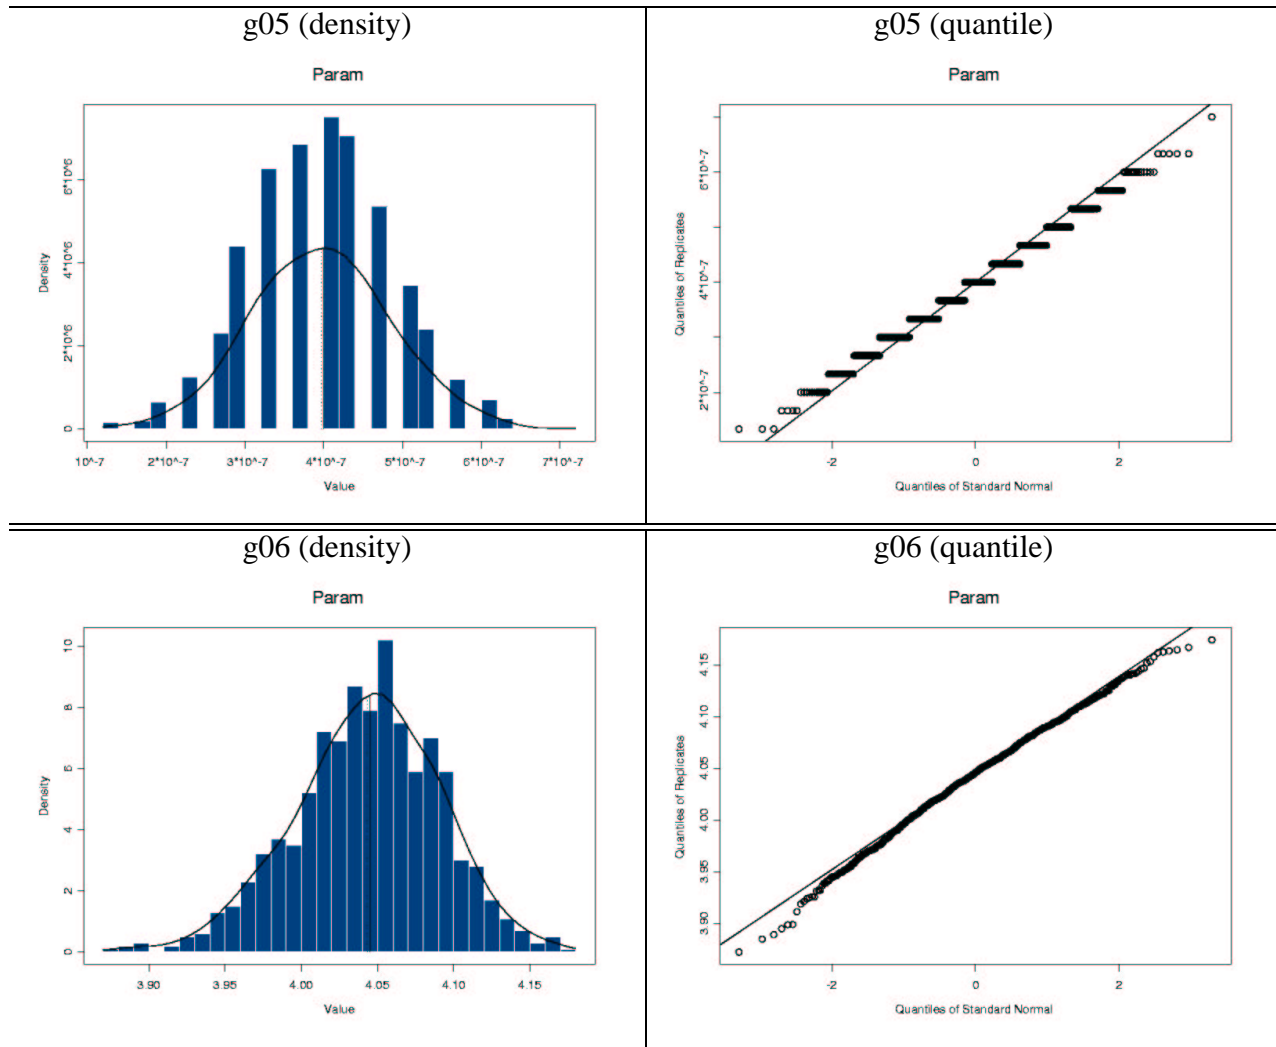 g05 (density)
g05 (quantile)
Param
Density
0
2*10^6
4*10^6
6*10^6
10^-7
2*10^-7
3*10^-7
4*10^-7
5*10^-7
6*10^-7
7*10^-7
Value
Param
Quantiles of Replicates
2*10^-7
4*10^-7
6*10^-7
-2
0
2
Quantiles of Standard Normal
g06 (density)
g06 (quantile)
Param
Density
0
2
4
6
8
10
3.90
3.95
4.00
4.05
4.10
4.15
Value
Param
Quantiles of Replicates
3.90
3.95
4.00
4.05
4.10
4.15
-2
0
2
Quantiles of Standard Normal